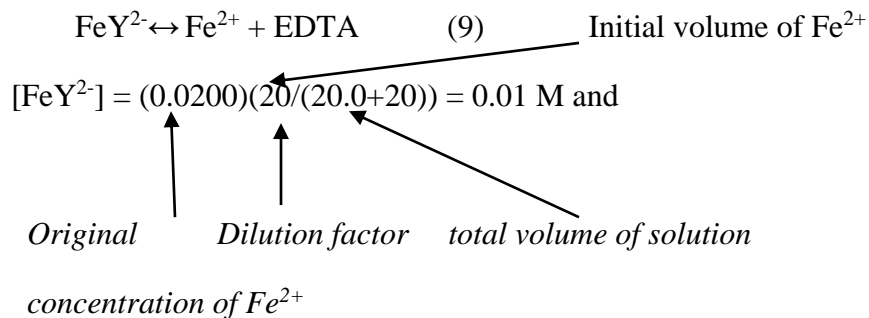 FeY²⁻↔ Fe²⁺ + EDTA (9) Initial volume of Fe²⁺
[FeY²⁻] = (0.0200)(20/(20.0+20)) = 0.01 M and
Original Dilution factor total volume of solution
concentration of Fe²⁺